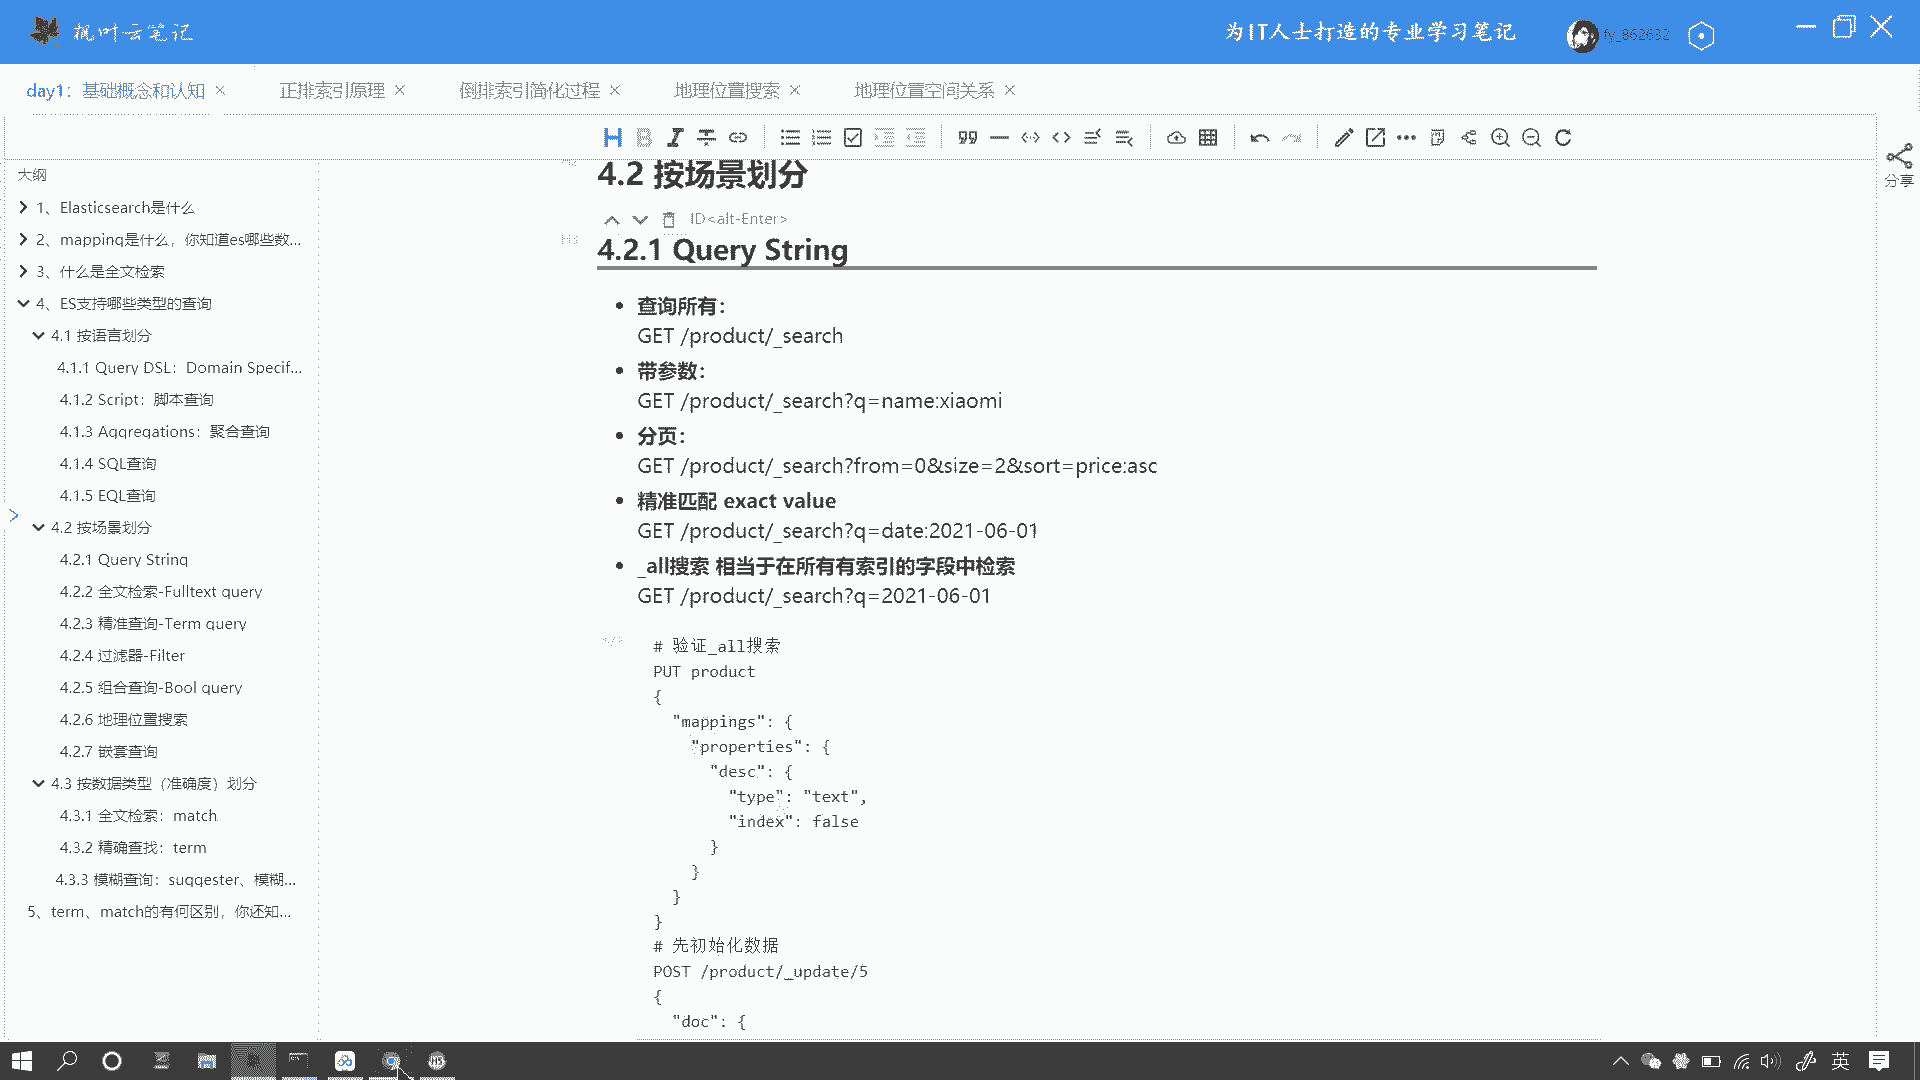 枫叶云笔记
为IT人士打造的专业学习笔记
fy_862632
day1：基础概念和认知
正排索引原理
倒排索引简化过程
地理位置搜索
地理位置空间关系
分享
大纲
1、Elasticsearch是什么
2、mapping是什么，你知道es哪些数...
3、什么是全文检索
4、ES支持哪些类型的查询
4.1 按语言划分
4.1.1 Query DSL：Domain Specif...
4.1.2 Script：脚本查询
4.1.3 Aggregations：聚合查询
4.1.4 SQL查询
4.1.5 EQL查询
4.2 按场景划分
4.2.1 Query String
4.2.2 全文检索-Fulltext query
4.2.3 精准查询-Term query
4.2.4 过滤器-Filter
4.2.5 组合查询-Bool query
4.2.6 地理位置搜索
4.2.7 嵌套查询
4.3 按数据类型（准确度）划分
4.3.1 全文检索：match
4.3.2 精确查找：term
4.3.3 模糊查询：suggester、模糊...
5、term、match的有何区别，你还知...
4.2 按场景划分
ID<alt-Enter>
H3
4.2.1 Query String
查询所有：
GET /product/_search
带参数：
GET /product/_search?q=name:xiaomi
分页：
GET /product/_search?from=0&size=2&sort=price:asc
精准匹配 exact value
GET /product/_search?q=date:2021-06-01
_all搜索 相当于在所有有索引的字段中检索
GET /product/_search?q=2021-06-01
# 验证_all搜索
PUT product
{
"mappings": {
"properties": {
"desc": {
"type": "text",
"index": false
}
}
}
}
# 先初始化数据
POST /product/_update/5
{
"doc": {
英